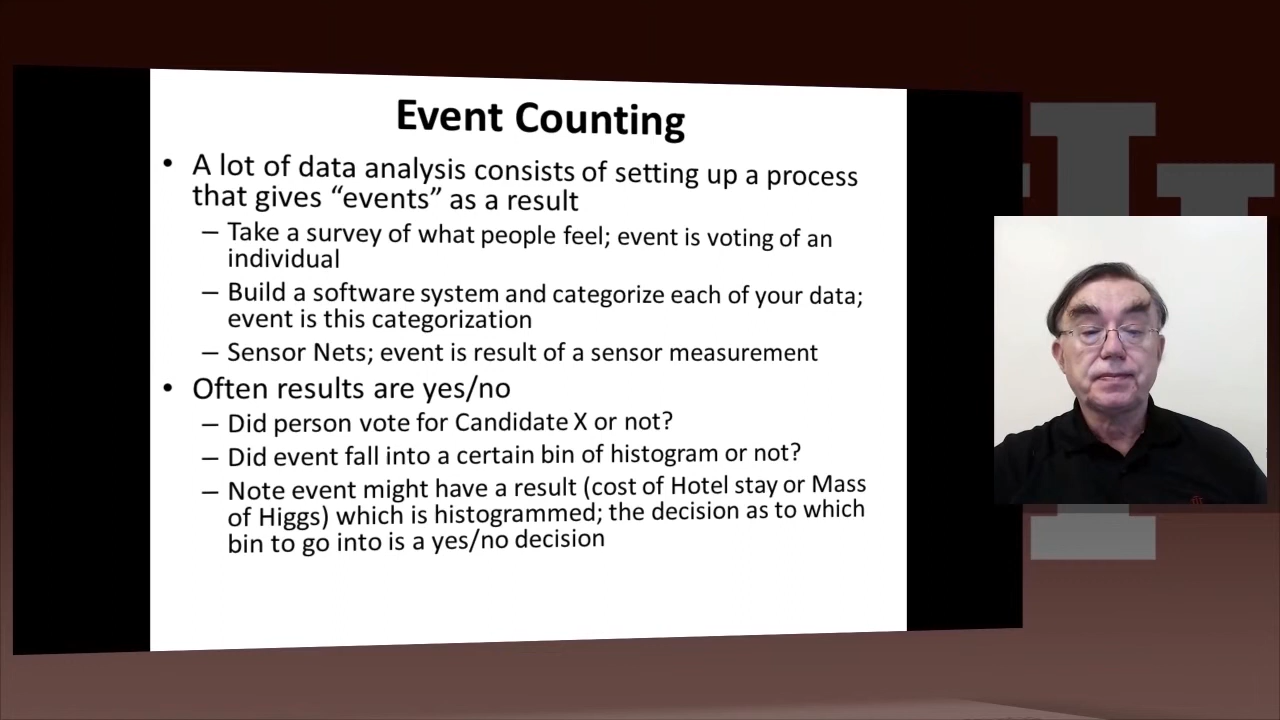 Event Counting
• A lot of data analysis consists of setting up a process
that gives “events” as a result
– Take a survey of what people feel; event is voting of an
individual
– Build a software system and categorize each of your data;
event is this categorization
– Sensor Nets; event is result of a sensor measurement
• Often results are yes/no
– Did person vote for Candidate X or not?
– Did event fall into a certain bin of histogram or not?
– Note event might have a result (cost of Hotel stay or Mass
of Higgs) which is histogrammed; the decision as to which
bin to go into is a yes/no decision